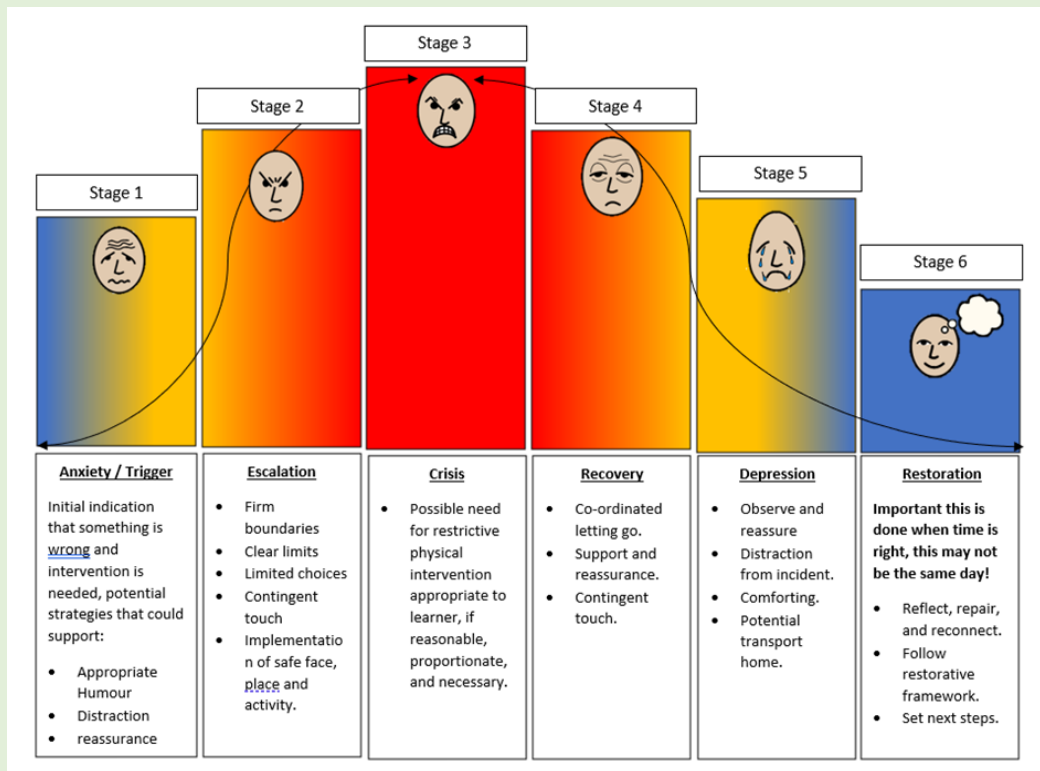 Stage 3
Stage 2
Stage 4
Stage 5
Stage 1
Stage 6
Anxiety / Trigger
Initial indication
that something is
wrong and
intervention is
needed, potential
strategies that could
support:
• Appropriate
Humour
• Distraction
• reassurance
Escalation
• Firm
boundaries
• Clear limits
• Limited choices
• Contingent
touch
• Implementatio
n of safe face,
place and
activity.
Crisis
• Possible need
for restrictive
physical
intervention
appropriate to
learner, if
reasonable,
proportionate,
and necessary.
Recovery
• Co-ordinated
letting go.
• Support and
reassurance.
• Contingent
touch.
Depression
• Observe and
reassure
• Distraction
from incident.
• Comforting.
• Potential
transport
home.
Restoration
Important this is
done when time is
right, this may not
be the same day!
• Reflect, repair,
and reconnect.
• Follow
restorative
framework.
• Set next steps.